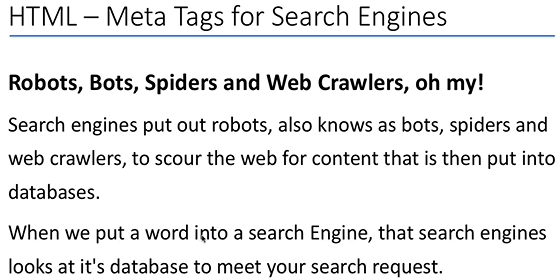 HTML – Meta Tags for Search Engines
Robots, Bots, Spiders and Web Crawlers, oh my!
Search engines put out robots, also knows as bots, spiders and
web crawlers, to scour the web for content that is then put into
databases.
When we put a word into a search Engine, that search engines
looks at it's database to meet your search request.